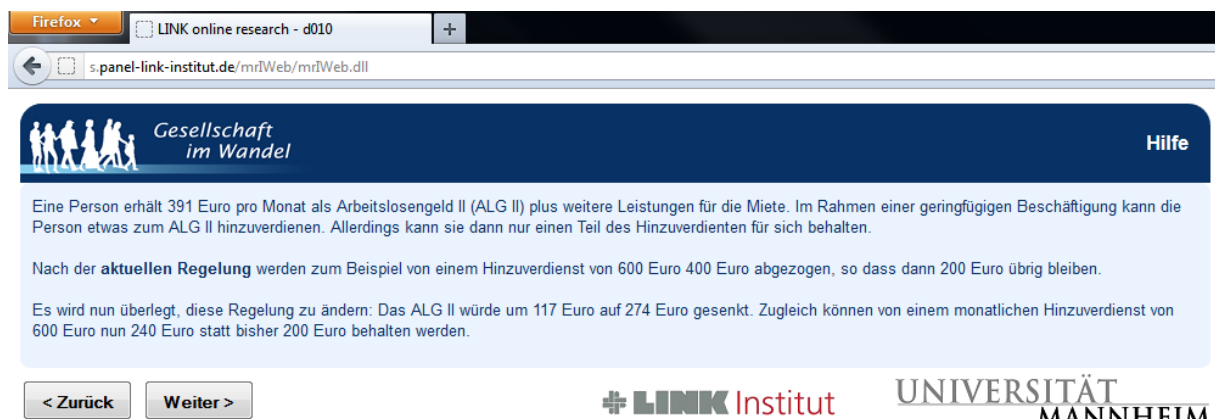 Firefox
LINK online research - d010
+
s.panel-link-institut.de/mrIWeb/mrIWeb.dll
Gesellschaft
im Wandel
Hilfe
Eine Person erhält 391 Euro pro Monat als Arbeitslosengeld II (ALG II) plus weitere Leistungen für die Miete. Im Rahmen einer geringfügigen Beschäftigung kann die
Person etwas zum ALG II hinzuverdienen. Allerdings kann sie dann nur einen Teil des Hinzuverdienten für sich behalten.
Nach der aktuellen Regelung werden zum Beispiel von einem Hinzuverdienst von 600 Euro 400 Euro abgezogen, so dass dann 200 Euro übrig bleiben.
Es wird nun überlegt, diese Regelung zu ändern: Das ALG II würde um 117 Euro auf 274 Euro gesenkt. Zugleich können von einem monatlichen Hinzuverdienst von
600 Euro nun 240 Euro statt bisher 200 Euro behalten werden.
< Zurück
Weiter >
LINK Institut
UNIVERSITÄT
MANNHEIM